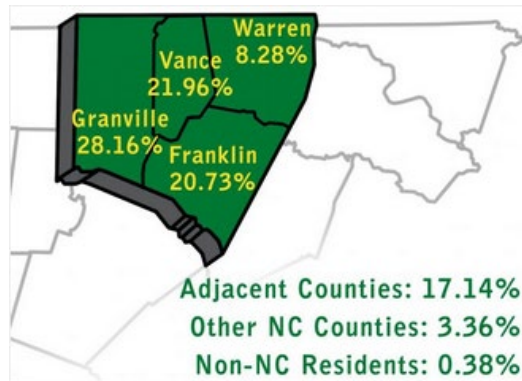 Warren
8.28%
Vance
21.96%
Granville
28.16%
Franklin
20.73%
Adjacent Counties: 17.14%
Other NC Counties: 3.36%
Non-NC Residents: 0.38%